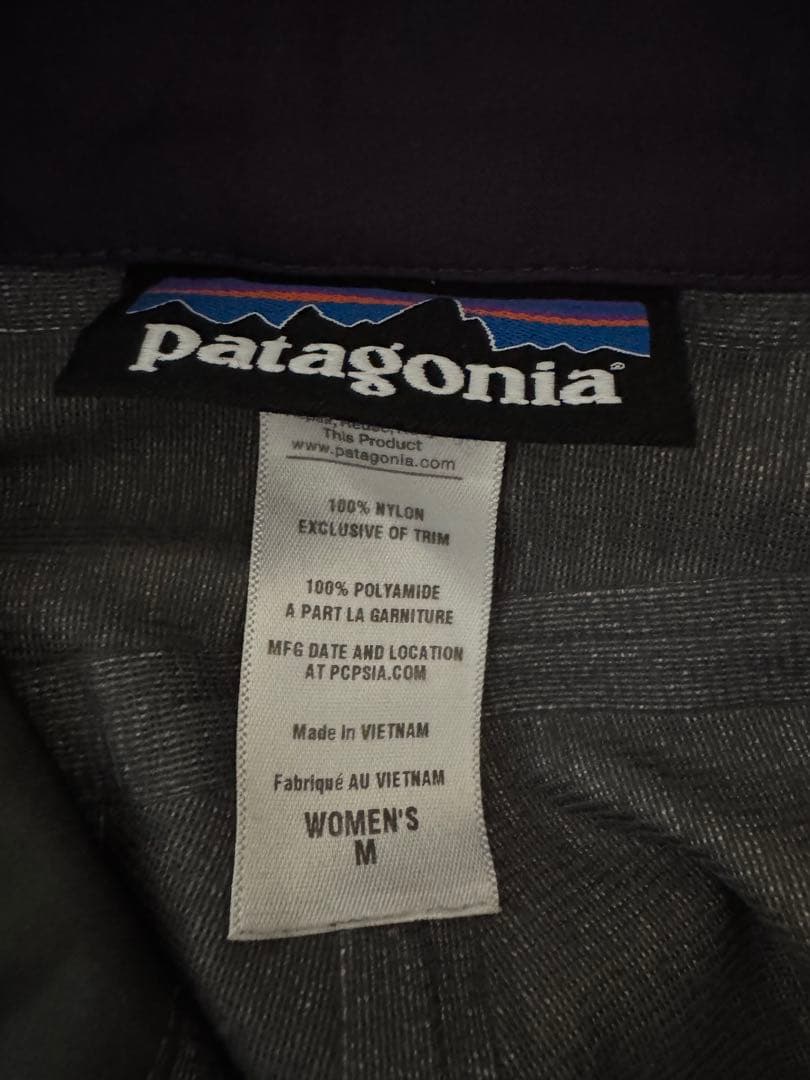 patagonia®
This Product
www.patagonia.com
100% NYLON
EXCLUSIVE OF TRIM
100% POLYAMIDE
A PART LA GARNITURE
MFG DATE AND LOCATION
AT PCPSIA.COM
Made in VIETNAM
Fabriqué AU VIETNAM
WOMEN'S
M